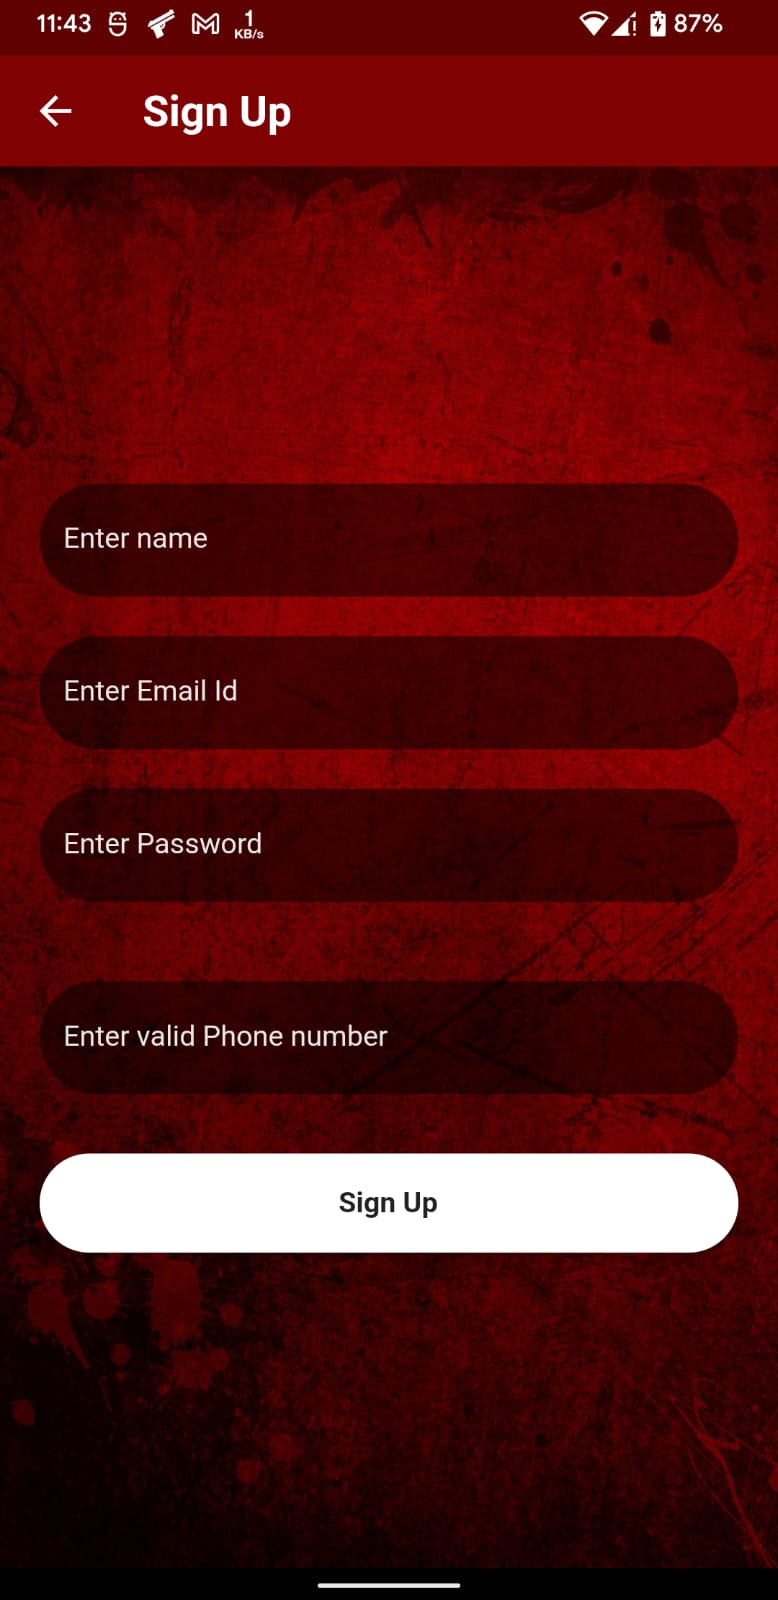 11:43 1 KB/s 87%
Sign Up
Enter name
Enter Email Id
Enter Password
Enter valid Phone number
Sign Up